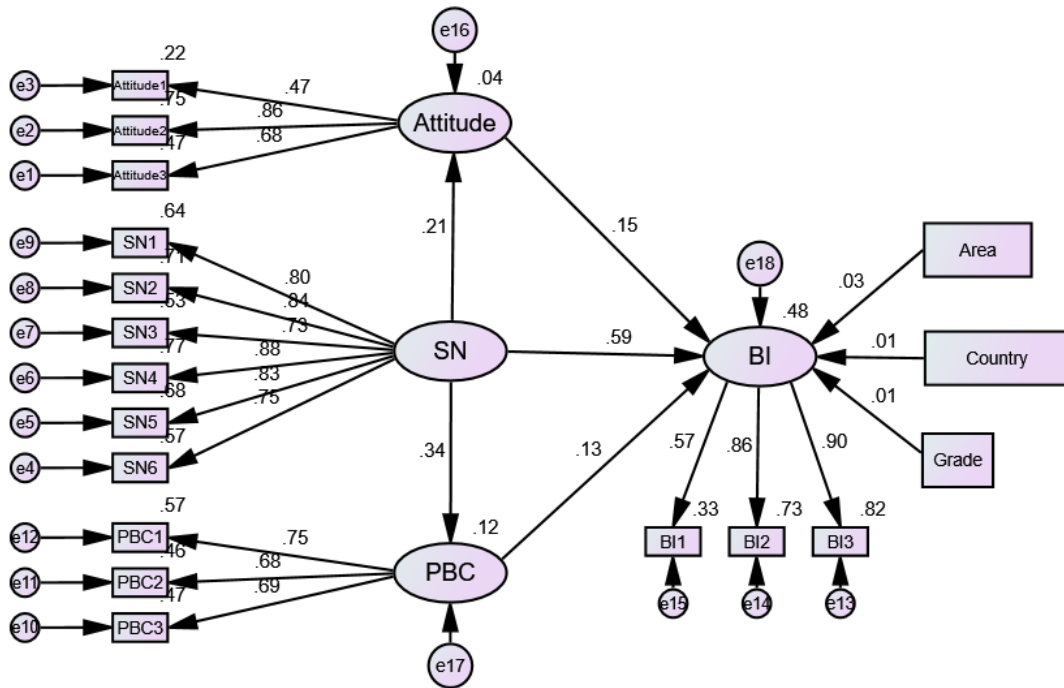 e16
.22
.04
e3
Attitude1
.47
Attitude
.75
e2
Attitude2
.86
.47
.68
e1
Attitude3
.64
e9
SN1
.21
.15
Area
.71
.80
e18
e8
SN2
.03
.53
.84
.48
e7
SN3
.73
SN
.59
BI
.01
Country
.77
.88
e6
SN4
.83
.68
.75
.01
e5
SN5
.57
.34
.13
.57
.86
.90
Grade
e4
SN6
.57
.12
.33
.73
.82
e12
PBC1
.75
BI1
BI2
BI3
.46
.68
PBC
e11
PBC2
.69
.47
e15
e14
e13
e10
PBC3
e17